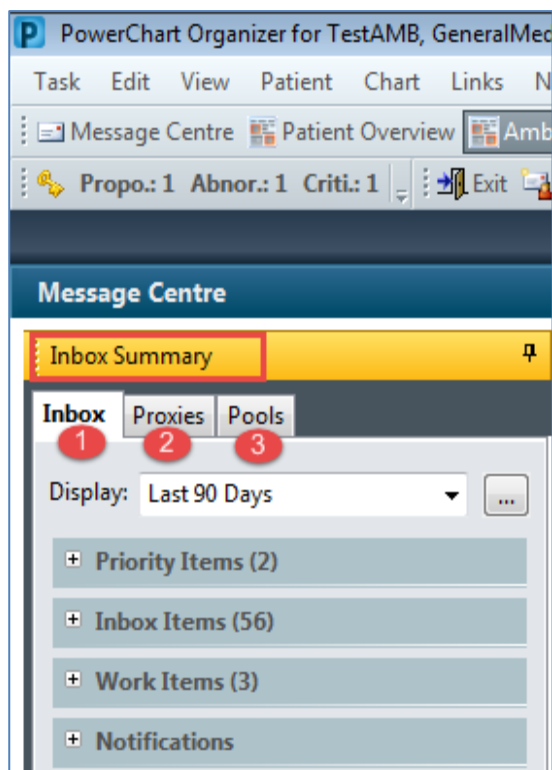 P PowerChart Organizer for TestAMB, GeneralMed
Task Edit View Patient Chart Links N
Message Centre Patient Overview Amb
Propo.: 1 Abnor.: 1 Criti.: 1 Exit
Message Centre
Inbox Summary
Inbox Proxies Pools
1 2 3
Display: Last 90 Days ...
Priority Items (2)
Inbox Items (56)
Work Items (3)
Notifications